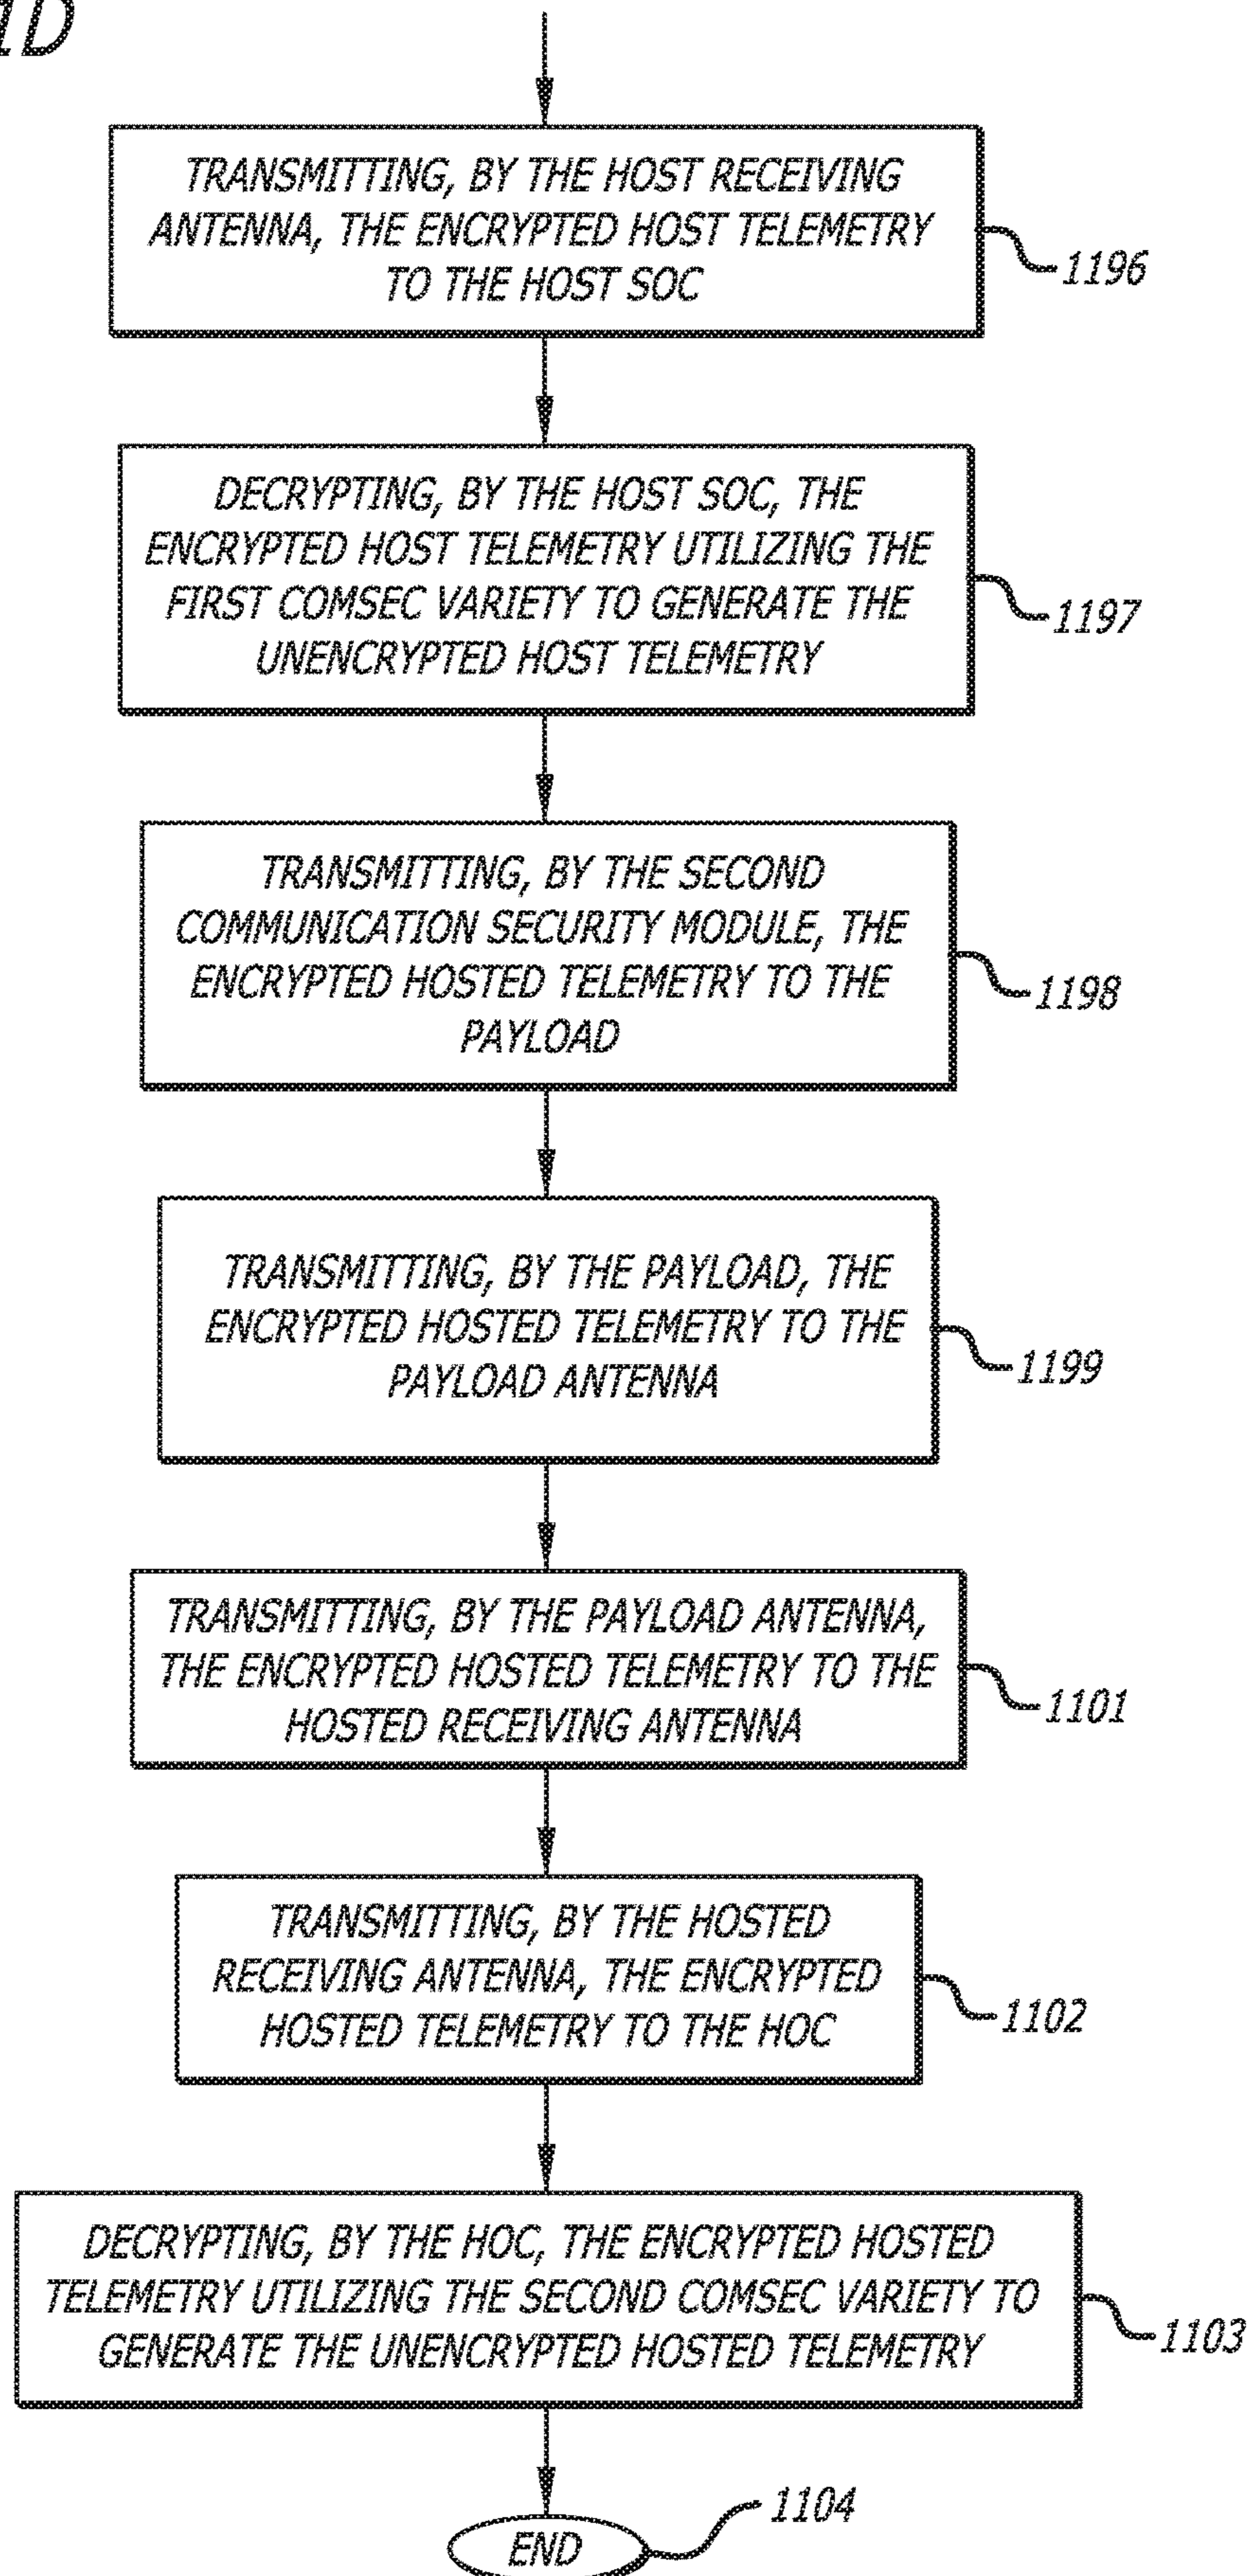 1D
TRANSMITTING, BY THE HOST RECEIVING
ANTENNA, THE ENCRYPTED HOST TELEMETRY
TO THE HOST SOC
1196
DECRYPTING, BY THE HOST SOC, THE
ENCRYPTED HOST TELEMETRY UTILIZING THE
FIRST COMSEC VARIETY TO GENERATE THE
UNENCRYPTED HOST TELEMETRY
1197
TRANSMITTING, BY THE SECOND
COMMUNICATION SECURITY MODULE, THE
ENCRYPTED HOSTED TELEMETRY TO THE
PAYLOAD
1198
TRANSMITTING, BY THE PAYLOAD, THE
ENCRYPTED HOSTED TELEMETRY TO THE
PAYLOAD ANTENNA
1199
TRANSMITTING, BY THE PAYLOAD ANTENNA,
THE ENCRYPTED HOSTED TELEMETRY TO THE
HOSTED RECEIVING ANTENNA
1101
TRANSMITTING, BY THE HOSTED
RECEIVING ANTENNA, THE ENCRYPTED
HOSTED TELEMETRY TO THE HOC
1102
DECRYPTING, BY THE HOC, THE ENCRYPTED HOSTED
TELEMETRY UTILIZING THE SECOND COMSEC VARIETY TO
GENERATE THE UNENCRYPTED HOSTED TELEMETRY
1103
END
1104